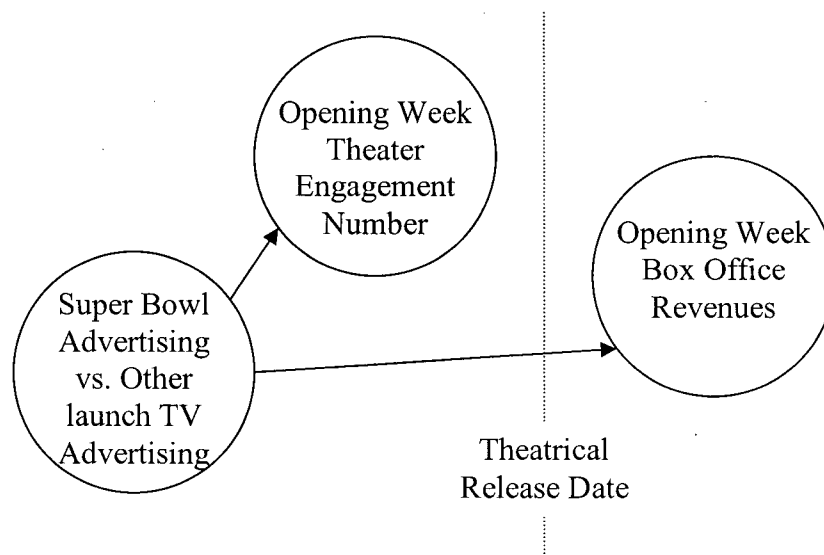 Opening Week
Theater
Engagement
Number
Opening Week
Box Office
Revenues
Super Bowl
Advertising
vs. Other
launch TV
Advertising
Theatrical
Release Date